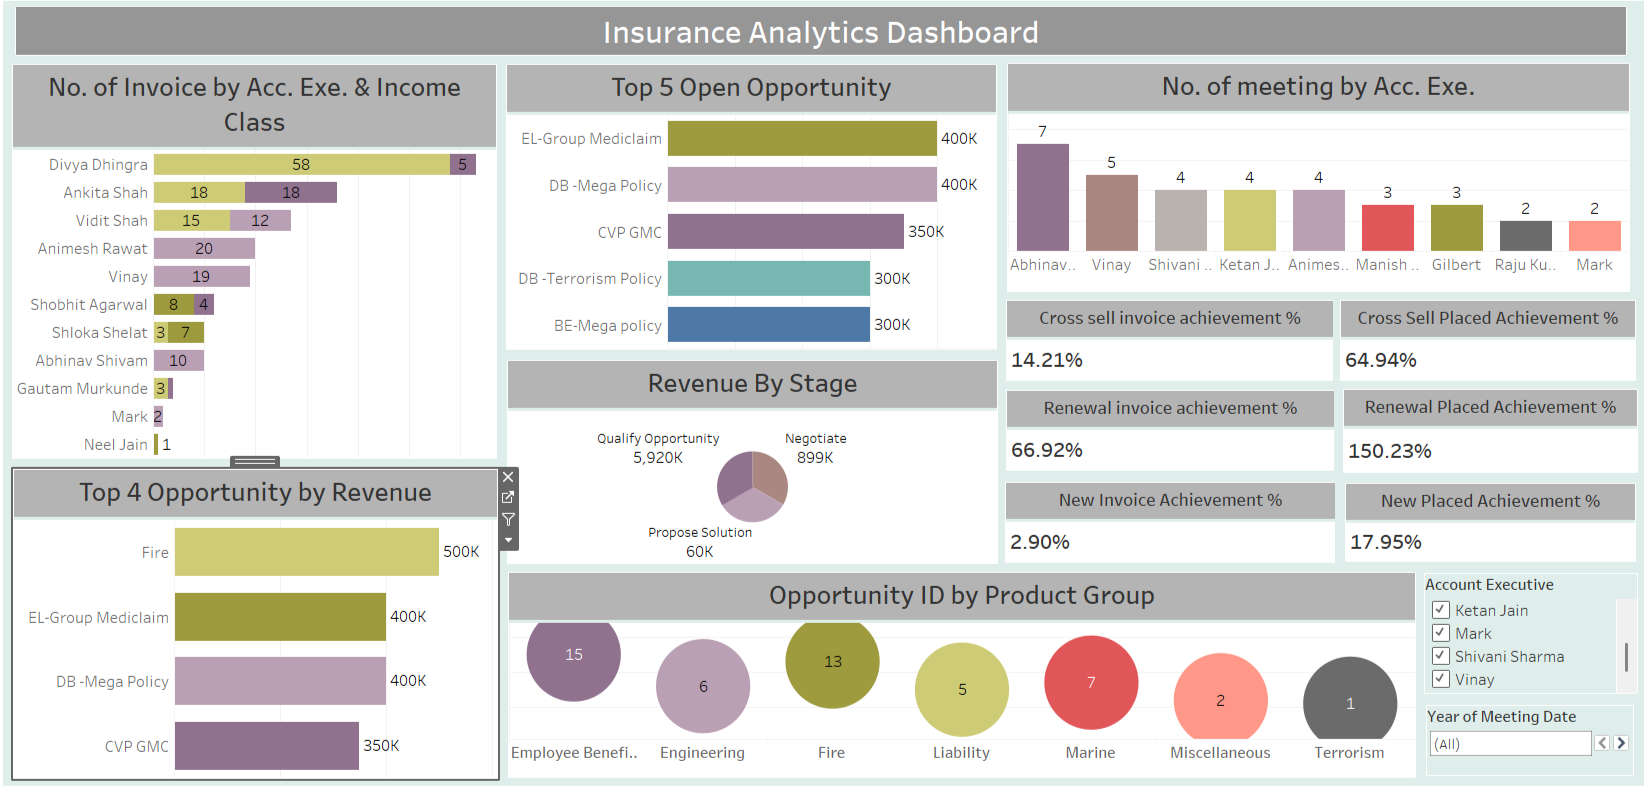 Insurance Analytics Dashboard
No. of Invoice by Acc. Exe. & Income
Class
Divya Dhingra 58 5
Ankita Shah 18 18
Vidit Shah 15 12
Animesh Rawat 20
Vinay 19
Shobhit Agarwal 8 4
Shloka Shelat 3 7
Abhinav Shivam 10
Gautam Murkunde 3
Mark 2
Neel Jain 1
Top 4 Opportunity by Revenue
Fire 500K
EL-Group Mediclaim 400K
DB -Mega Policy 400K
CVP GMC 350K
Top 5 Open Opportunity
EL-Group Mediclaim 400K
DB -Mega Policy 400K
CVP GMC 350K
DB -Terrorism Policy 300K
BE-Mega policy 300K
Revenue By Stage
Qualify Opportunity
5,920K
Negotiate
899K
Propose Solution
60K
No. of meeting by Acc. Exe.
7 5 4 4 4 3 3 2 2
Abhinav.. Vinay Shivani .. Ketan J.. Animes.. Manish .. Gilbert Raju Ku.. Mark
Cross sell invoice achievement %
14.21%
Cross Sell Placed Achievement %
64.94%
Renewal invoice achievement %
66.92%
Renewal Placed Achievement %
150.23%
New Invoice Achievement %
2.90%
New Placed Achievement %
17.95%
Opportunity ID by Product Group
15 6 13 5 7 2 1
Employee Benefi.. Engineering Fire Liability Marine Miscellaneous Terrorism
Account Executive
Ketan Jain
Mark
Shivani Sharma
Vinay
Year of Meeting Date
(All)